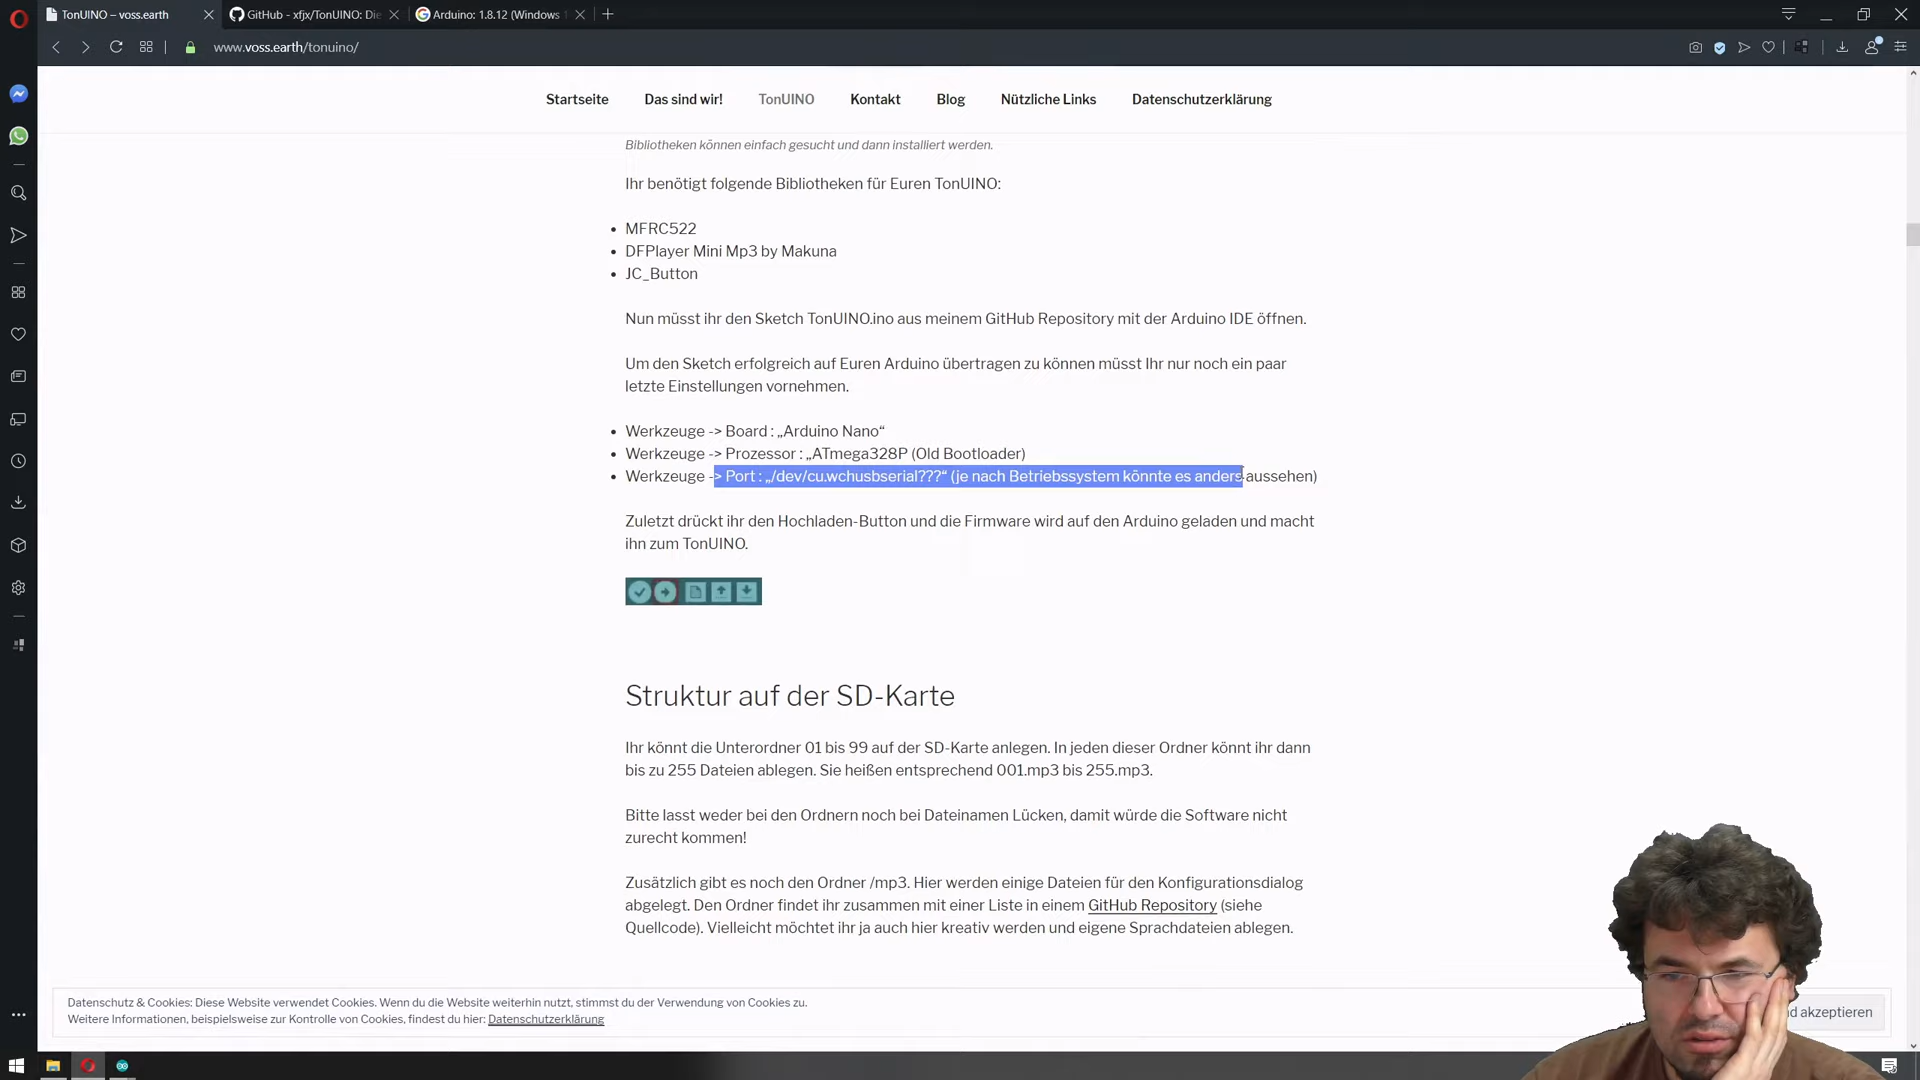 TonUINO – voss.earth
GitHub - xfjx/TonUINO: Die
Arduino: 1.8.12 (Windows
www.voss.earth/tonuino/
Startseite Das sind wir! TonUINO Kontakt Blog Nützliche Links Datenschutzerklärung
Bibliotheken können einfach gesucht und dann installiert werden.
Ihr benötigt folgende Bibliotheken für Euren TonUINO:
MFRC522
DFPlayer Mini Mp3 by Makuna
JC_Button
Nun müsst ihr den Sketch TonUINO.ino aus meinem GitHub Repository mit der Arduino IDE öffnen.
Um den Sketch erfolgreich auf Euren Arduino übertragen zu können müsst Ihr nur noch ein paar
letzte Einstellungen vornehmen.
Werkzeuge -> Board : „Arduino Nano“
Werkzeuge -> Prozessor : „ATmega328P (Old Bootloader)
Werkzeuge -> Port : „/dev/cu.wchusbserial???“ (je nach Betriebssystem könnte es anders aussehen)
Zuletzt drückt ihr den Hochladen-Button und die Firmware wird auf den Arduino geladen und macht
ihn zum TonUINO.
Struktur auf der SD-Karte
Ihr könnt die Unterordner 01 bis 99 auf der SD-Karte anlegen. In jeden dieser Ordner könnt ihr dann
bis zu 255 Dateien ablegen. Sie heißen entsprechend 001.mp3 bis 255.mp3.
Bitte lasst weder bei den Ordnern noch bei Dateinamen Lücken, damit würde die Software nicht
zurecht kommen!
Zusätzlich gibt es noch den Ordner /mp3. Hier werden einige Dateien für den Konfigurationsdialog
abgelegt. Den Ordner findet ihr zusammen mit einer Liste in einem GitHub Repository (siehe
Quellcode). Vielleicht möchtet ihr ja auch hier kreativ werden und eigene Sprachdateien ablegen.
Datenschutz & Cookies: Diese Website verwendet Cookies. Wenn du die Website weiterhin nutzt, stimmst du der Verwendung von Cookies zu.
Weitere Informationen, beispielsweise zur Kontrolle von Cookies, findest du hier: Datenschutzerklärung
akzeptieren